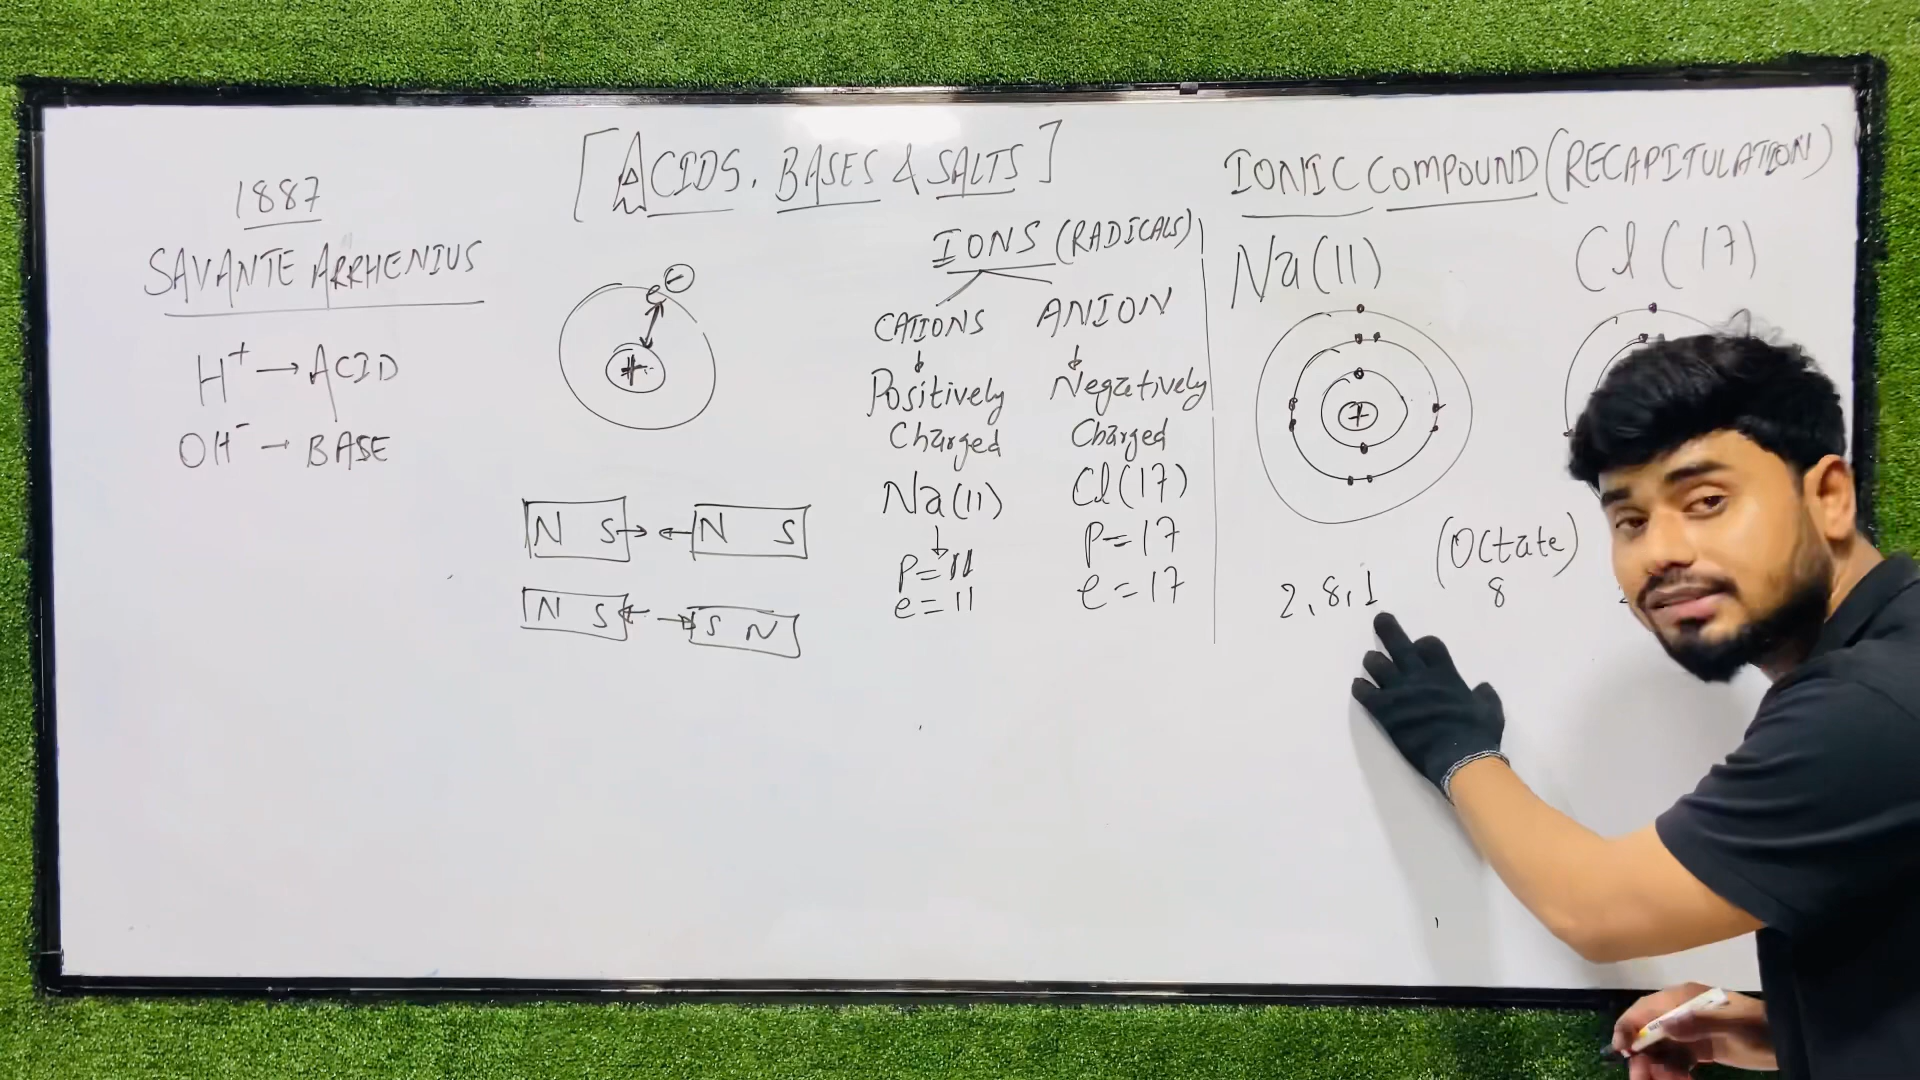 [ACIDS, BASES & SALTS]
1887
SAVANTE ARRHENIUS
H+ → ACID
OH- → BASE
e-
+
N S → ← N S
N S ← → S N
IONS (RADICALS)
CATIONS
Positively
Charged
Na(11)
P=11
e=11
ANION
Negatively
Charged
Cl(17)
P=17
e=17
IONIC COMPOUND (RECAPITULATION)
Na(11)
+
2,8,1
(Octate)
8
Cl(17)